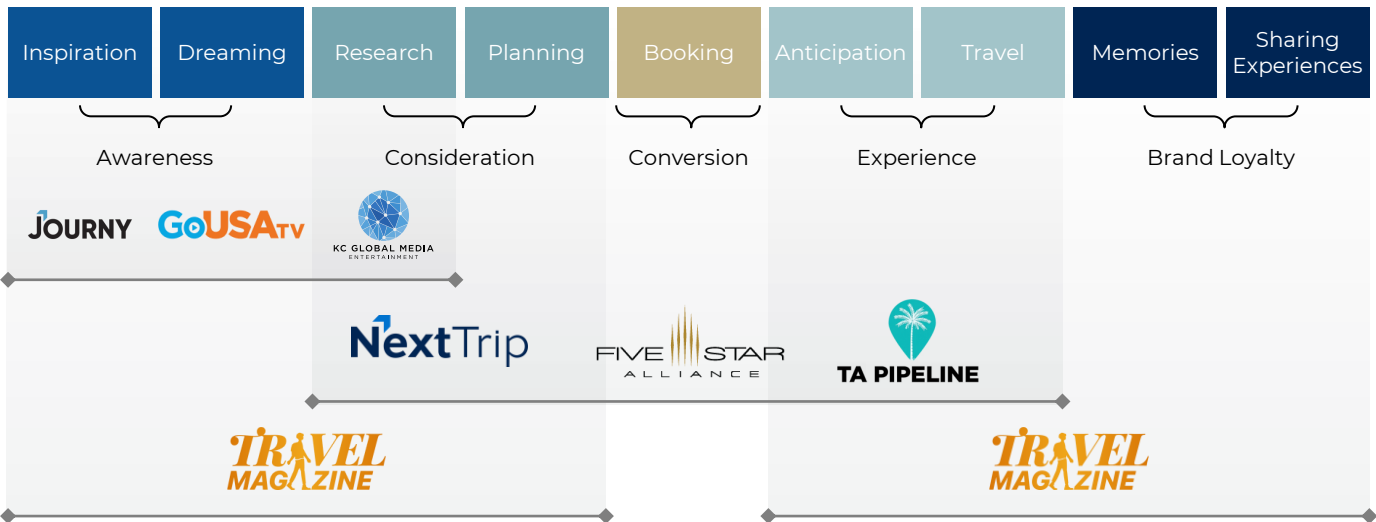 Inspiration
Dreaming
Research
Planning
Booking
Anticipation
Travel
Memories
Sharing
Experiences
Awareness
Consideration
Conversion
Experience
Brand Loyalty
JOURNY
GoUSATV
KC GLOBAL MEDIA
ENTERTAINMENT
NextTrip
FIVE STAR
ALLIANCE
TA PIPELINE
TRAVEL
MAGAZINE
TRAVEL
MAGAZINE